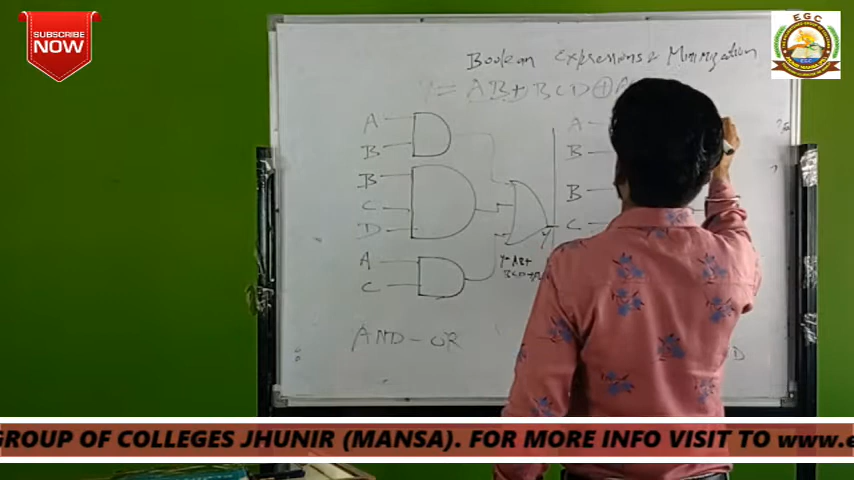 SUBSCRIBE
NOW
EGC
Boolean Expressions & Minimization
Y= AB+BCD⊕A
A
B
B
C
D
A
C
Y
Y=AB+
AND-OR
A
B
B
C
D
GROUP OF COLLEGES JHUNIR (MANSA). FOR MORE INFO VISIT TO www.e